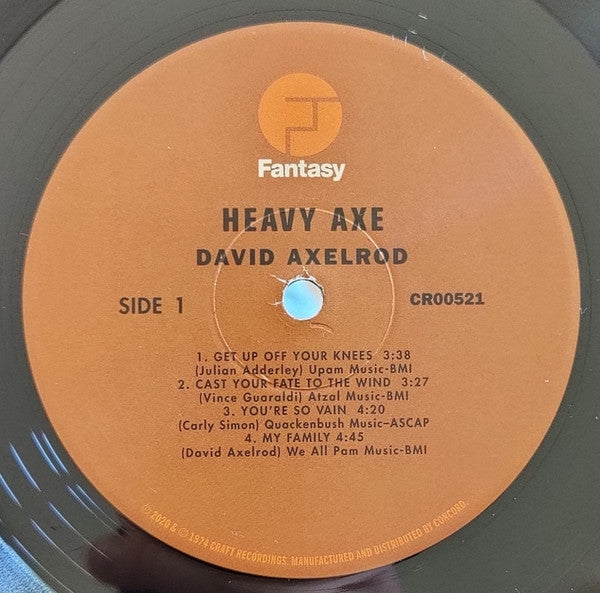 Fantasy
HEAVY AXE
DAVID AXELROD
SIDE 1
CR00521
1. GET UP OFF YOUR KNEES 3:38
(Julian Adderley) Upam Music-BMI
2. CAST YOUR FATE TO THE WIND 3:27
(Vince Guaraldi) Atzal Music-BMI
3. YOU'RE SO VAIN 4:20
(Carly Simon) Quackenbush Music–ASCAP
4. MY FAMILY 4:45
(David Axelrod) We All Pam Music-BMI
℗ 2020 & © 1974 CRAFT RECORDINGS. MANUFACTURED AND DISTRIBUTED BY CONCORD.